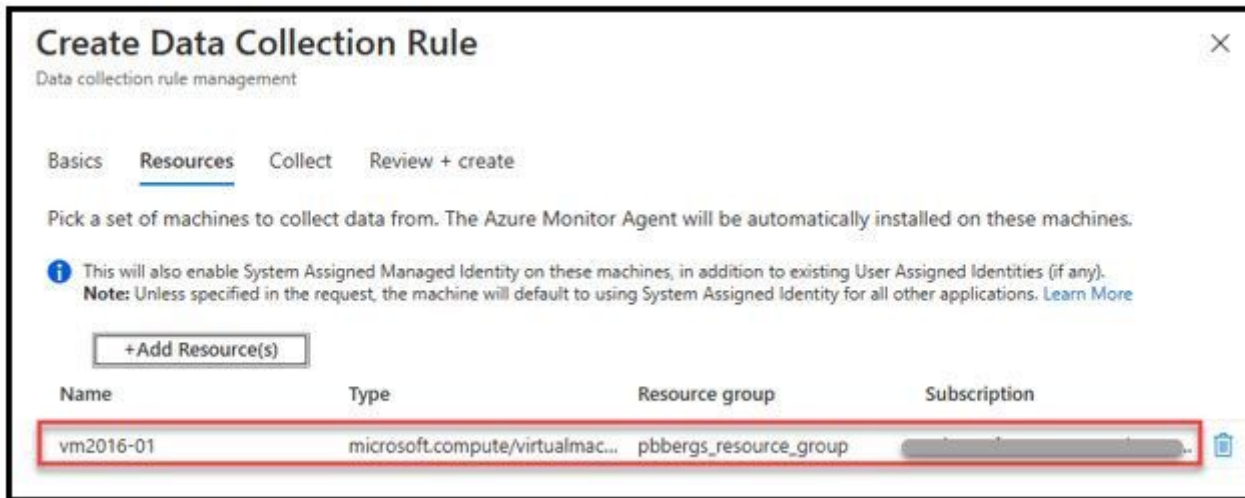 Create Data Collection Rule
Data collection rule management
Basics Resources Collect Review + create
Pick a set of machines to collect data from. The Azure Monitor Agent will be automatically installed on these machines.
This will also enable System Assigned Managed Identity on these machines, in addition to existing User Assigned Identities (if any).
Note: Unless specified in the request, the machine will default to using System Assigned Identity for all other applications. Learn More
+Add Resource(s)
Name Type Resource group Subscription
vm2016-01 microsoft.compute/virtualmac... pbbergs_resource_group